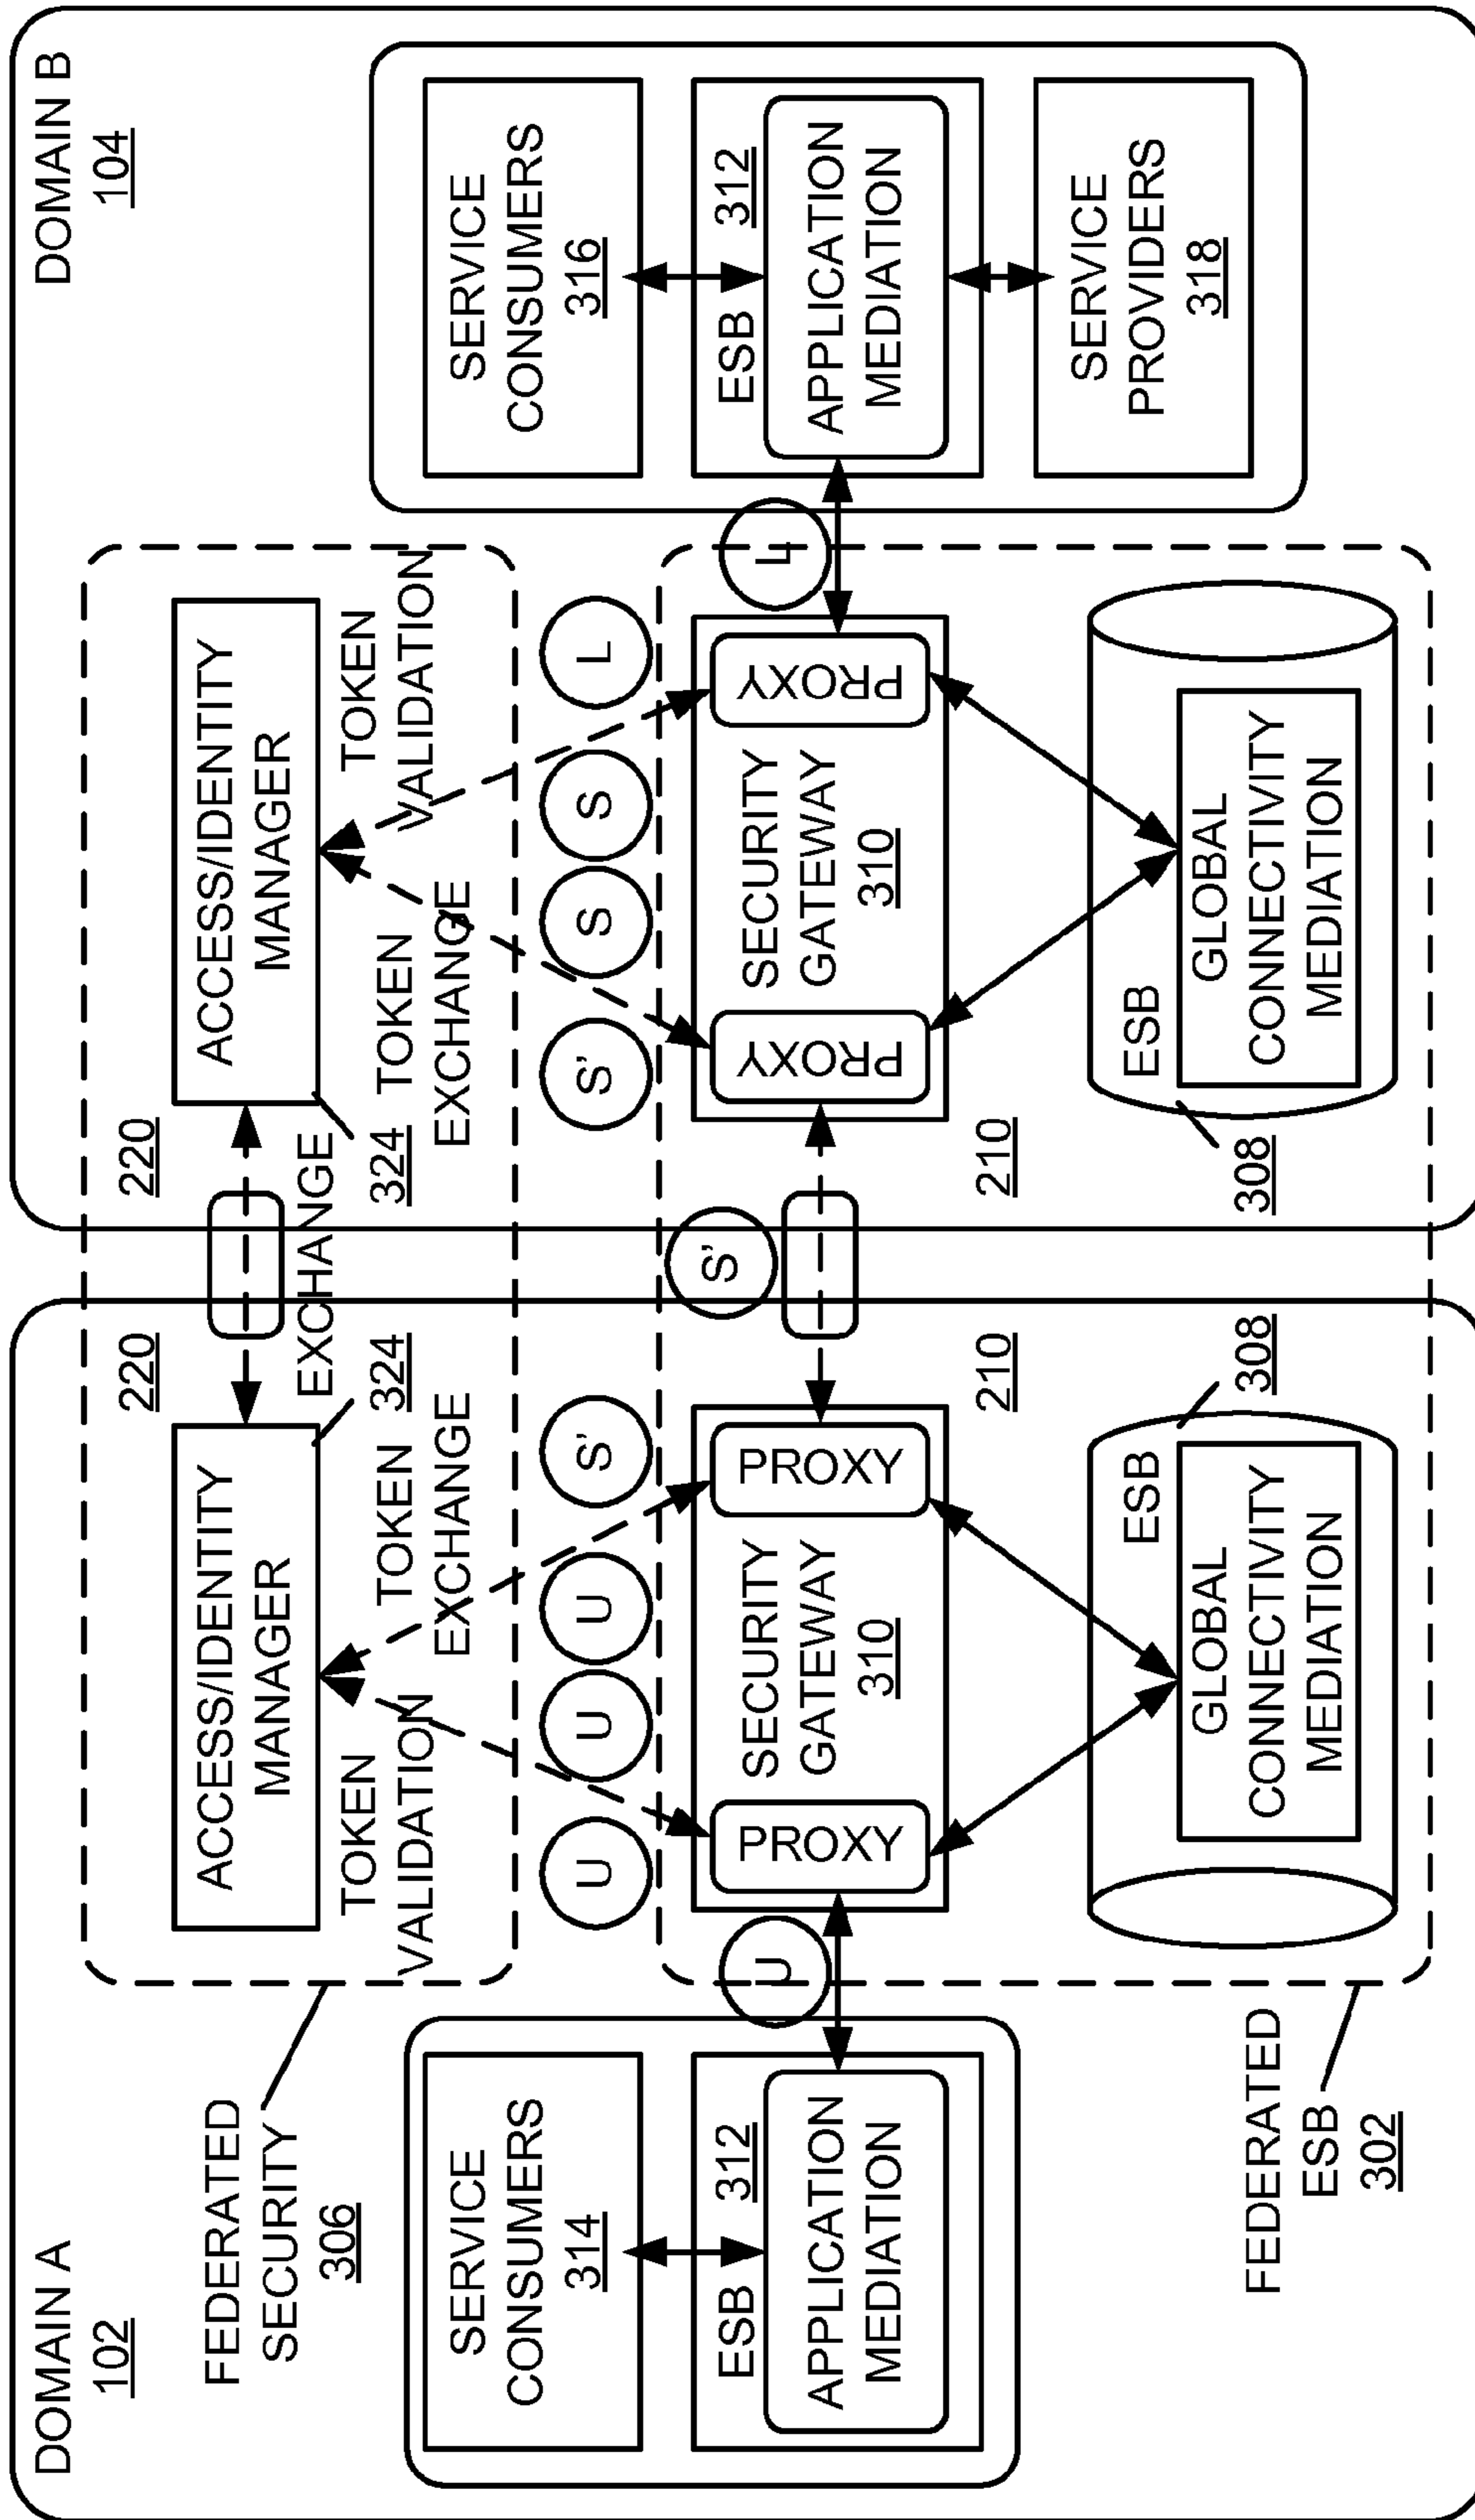 DOMAIN A
102
FEDERATED
SECURITY
306
SERVICE
CONSUMERS
314
ESB
312
APPLICATION
MEDIATION
FEDERATED
ESB
302
220
ACCESS/IDENTITY
MANAGER
324
TOKEN
VALIDATION
TOKEN
EXCHANGE
U
U
U
U
S'
PROXY
SECURITY
GATEWAY
310
PROXY
210
308
ESB
GLOBAL
CONNECTIVITY
MEDIATION
EXCHANGE
S'
DOMAIN B
104
220
ACCESS/IDENTITY
MANAGER
324
TOKEN
EXCHANGE
TOKEN
VALIDATION
S'
S
S
L
L
PROXY
SECURITY
GATEWAY
310
PROXY
210
308
ESB
GLOBAL
CONNECTIVITY
MEDIATION
SERVICE
CONSUMERS
316
ESB
312
APPLICATION
MEDIATION
SERVICE
PROVIDERS
318